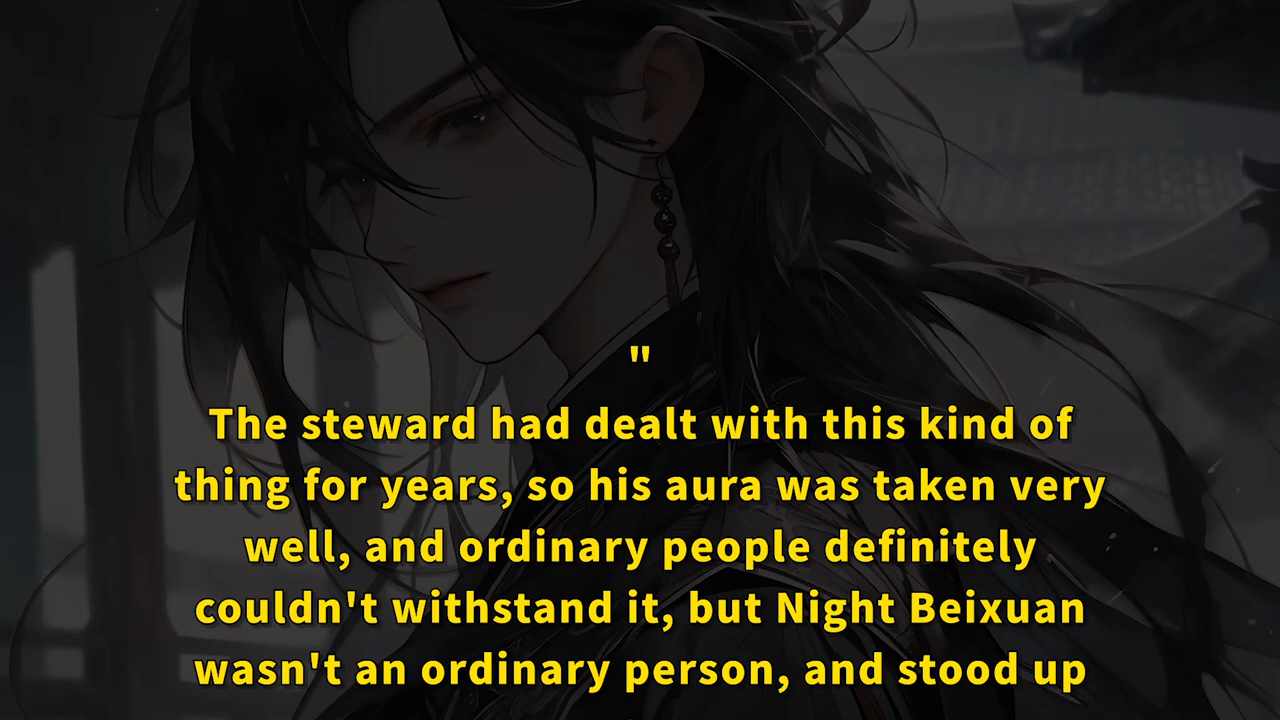 "
The steward had dealt with this kind of
thing for years, so his aura was taken very
well, and ordinary people definitely
couldn't withstand it, but Night Beixuan
wasn't an ordinary person, and stood up